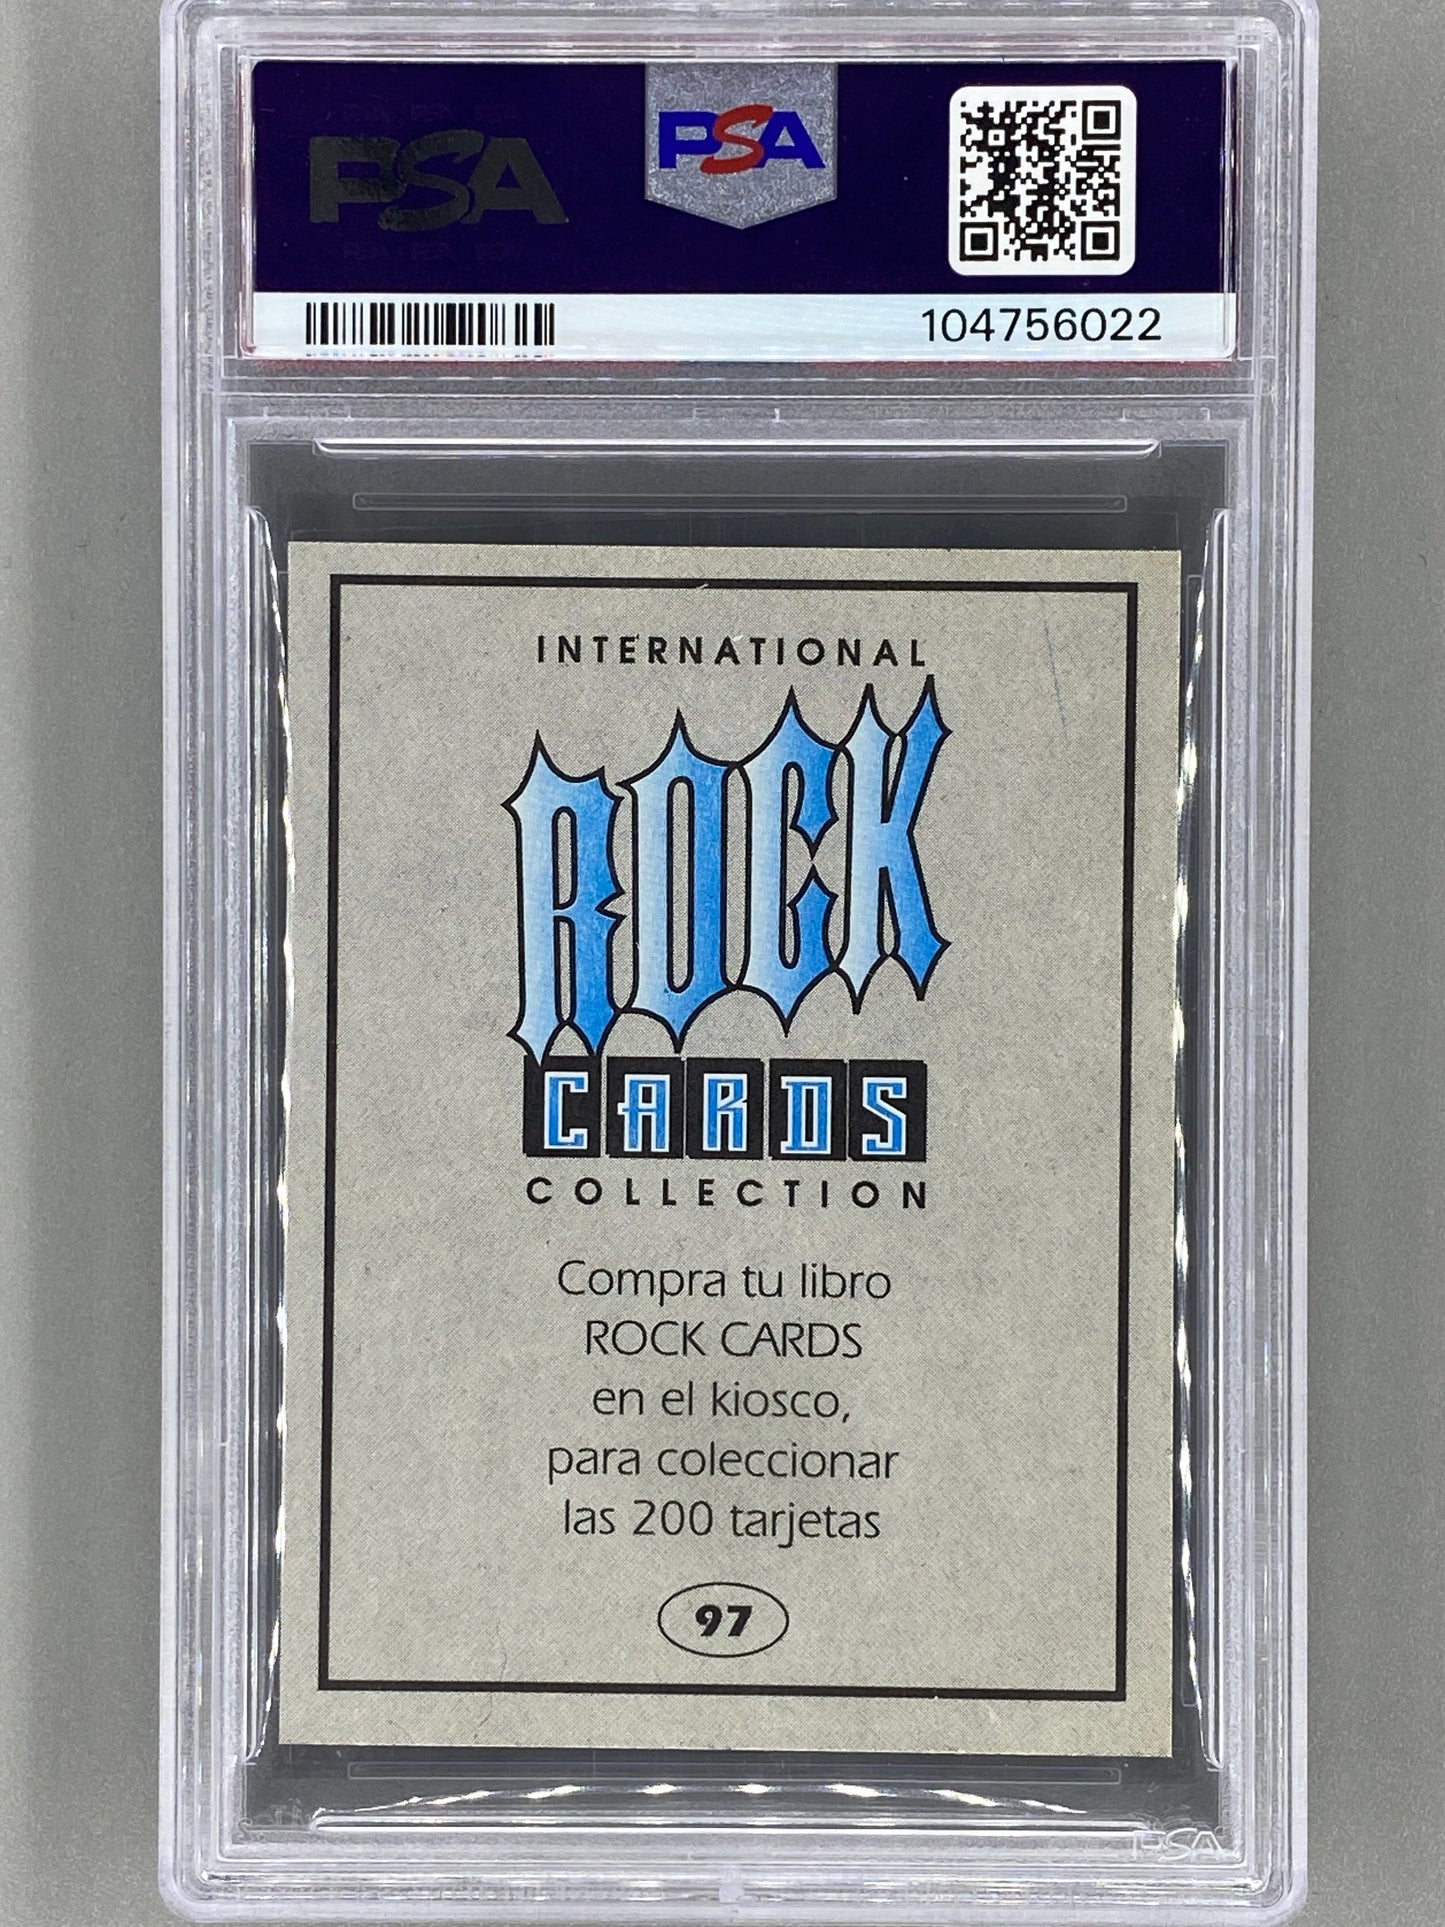 PSA
PSA
104756022
INTERNATIONAL
ROCK
CARDS
COLLECTION
Compra tu libro
ROCK CARDS
en el kiosco,
para coleccionar
las 200 tarjetas
97
PSA